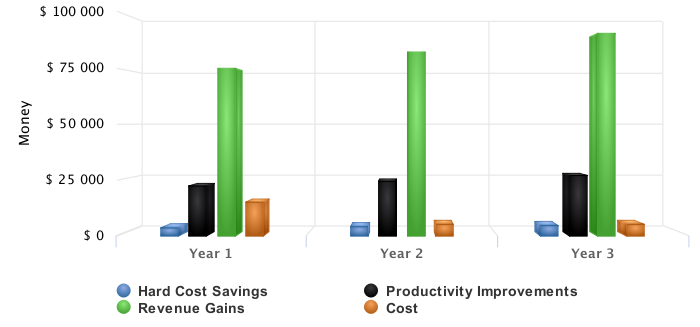 $ 100 000
$ 75 000
$ 50 000
$ 25 000
$ 0
Money
Year 1
Year 2
Year 3
Hard Cost Savings
Productivity Improvements
Revenue Gains
Cost